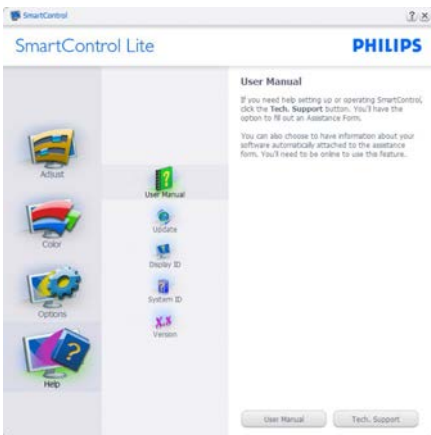 SmartControl
SmartControl Lite
PHILIPS
Adjust
Color
Options
Help
User Manual
Update
Display ID
System ID
Version
User Manual
If you need help setting up or operating SmartControl,
click the Tech. Support button. You'll have the
option to fill out an Assistance Form.
You can also choose to have information about your
software automatically attached to the assistance
form. You'll need to be online to use this feature.
User Manual
Tech. Support